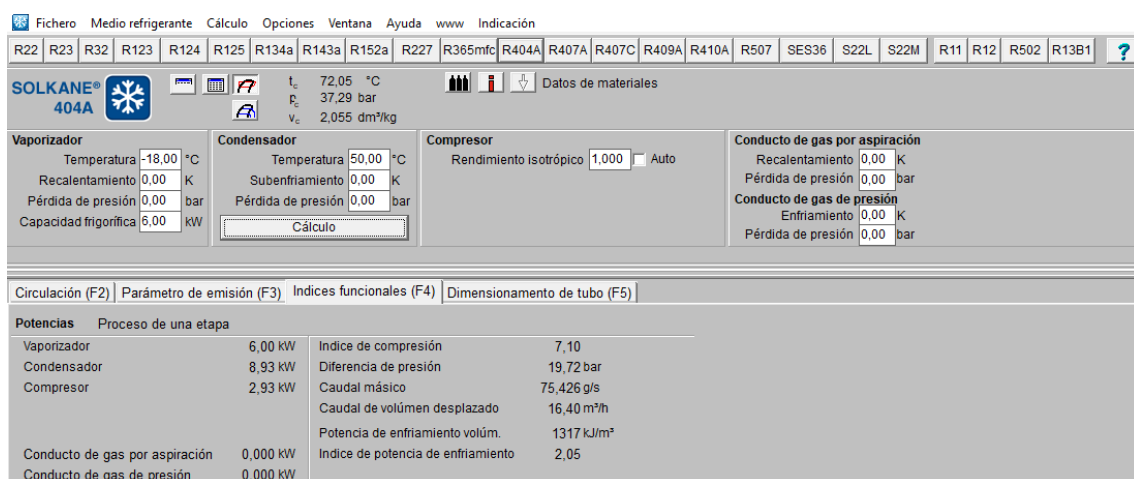 Fichero Medio refrigerante Cálculo Opciones Ventana Ayuda www Indicación
R22 R23 R32 R123 R124 R125 R134a R143a R152a R227 R365mfc R404A R407A R407C R409A R410A R507 SES36 S22L S22M R11 R12 R502 R13B1 ?
SOLKANE® 404A
tc 72,05 °C
pc 37,29 bar
vc 2,055 dm³/kg
Datos de materiales
Vaporizador
Temperatura -18,00 °C
Recalentamiento 0,00 K
Pérdida de presión 0,00 bar
Capacidad frigorífica 6,00 kW
Condensador
Temperatura 50,00 °C
Subenfriamiento 0,00 K
Pérdida de presión 0,00 bar
Cálculo
Compresor
Rendimiento isotrópico 1,000 Auto
Conducto de gas por aspiración
Recalentamiento 0,00 K
Pérdida de presión 0,00 bar
Conducto de gas de presión
Enfriamiento 0,00 K
Pérdida de presión 0,00 bar
Circulación (F2) Parámetro de emisión (F3) Indices funcionales (F4) Dimensionamento de tubo (F5)
Potencias Proceso de una etapa
Vaporizador 6,00 kW
Condensador 8,93 kW
Compresor 2,93 kW
Conducto de gas por aspiración 0,000 kW
Conducto de gas de presión 0,000 kW
Indice de compresión 7,10
Diferencia de presión 19,72 bar
Caudal másico 75,426 g/s
Caudal de volúmen desplazado 16,40 m³/h
Potencia de enfriamiento volúm. 1317 kJ/m³
Indice de potencia de enfriamiento 2,05